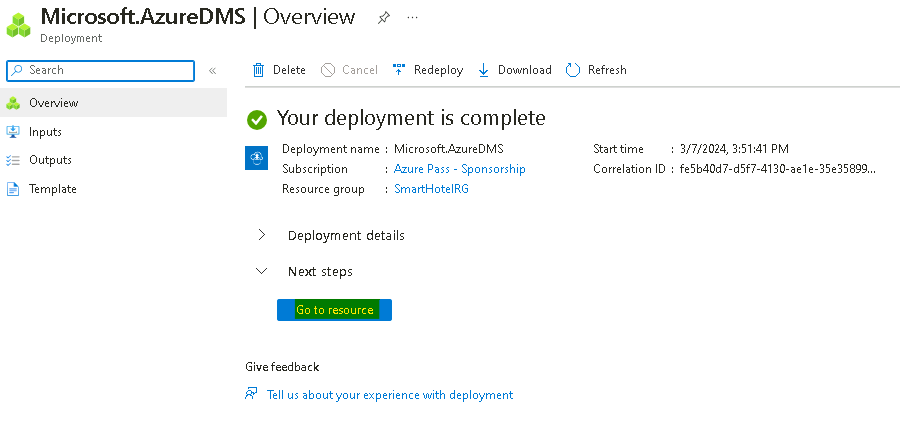 Microsoft.AzureDMS | Overview
Deployment
Search
«
Delete
Cancel
Redeploy
Download
Refresh
Overview
Inputs
Outputs
Template
Your deployment is complete
Deployment name : Microsoft.AzureDMS
Subscription : Azure Pass - Sponsorship
Resource group : SmartHotelRG
Start time : 3/7/2024, 3:51:41 PM
Correlation ID : fe5b40d7-d5f7-4130-ae1e-35e35899...
Deployment details
Next steps
Go to resource
Give feedback
Tell us about your experience with deployment